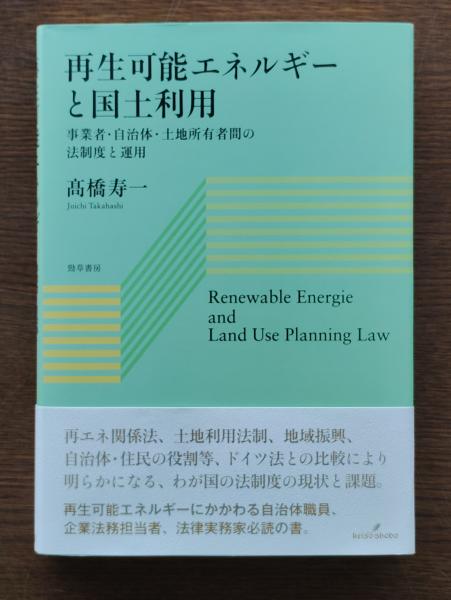 再生可能エネルギー
と国土利用
事業者・自治体・土地所有者間の
法制度と運用
髙橋寿一
Juichi Takahashi
勁草書房
Renewable Energie
and
Land Use Planning Law
再エネ関係法、土地利用法制、地域振興、
自治体・住民の役割等、ドイツ法との比較により
明らかになる、わが国の法制度の現状と課題。
再生可能エネルギーにかかわる自治体職員、
企業法務担当者、法律実務家必読の書。
keiso shobo